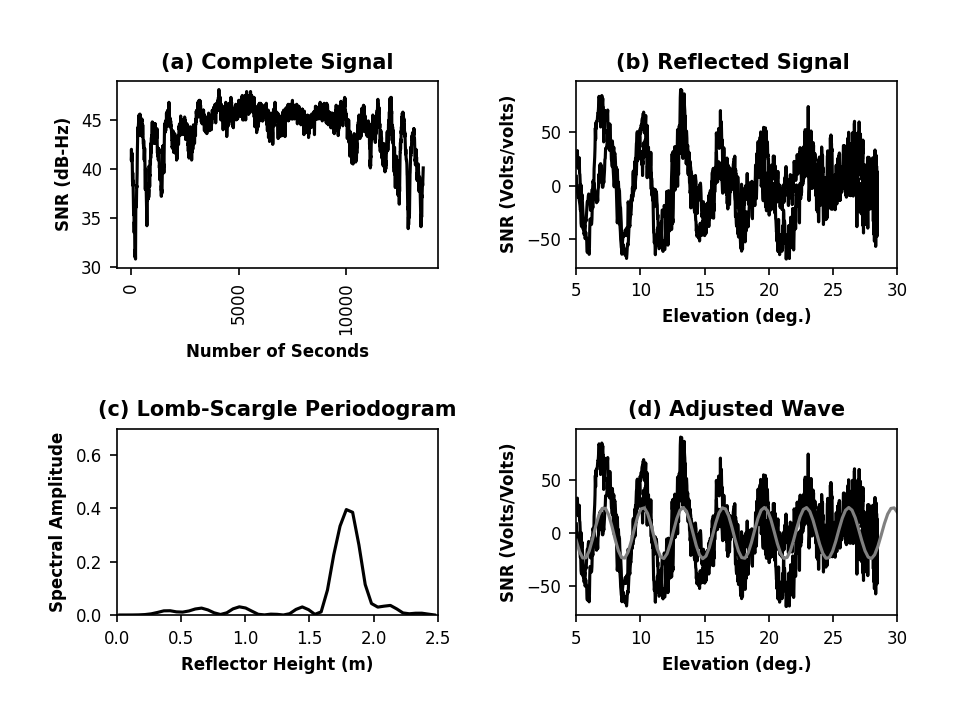 (a) Complete Signal
SNR (dB-Hz)
45
40
35
30
0
5000
10000
Number of Seconds
(b) Reflected Signal
SNR (Volts/volts)
50
0
−50
5 10 15 20 25 30
Elevation (deg.)
(c) Lomb-Scargle Periodogram
Spectral Amplitude
0.6
0.4
0.2
0.0
0.0 0.5 1.0 1.5 2.0 2.5
Reflector Height (m)
(d) Adjusted Wave
SNR (Volts/Volts)
50
0
−50
5 10 15 20 25 30
Elevation (deg.)